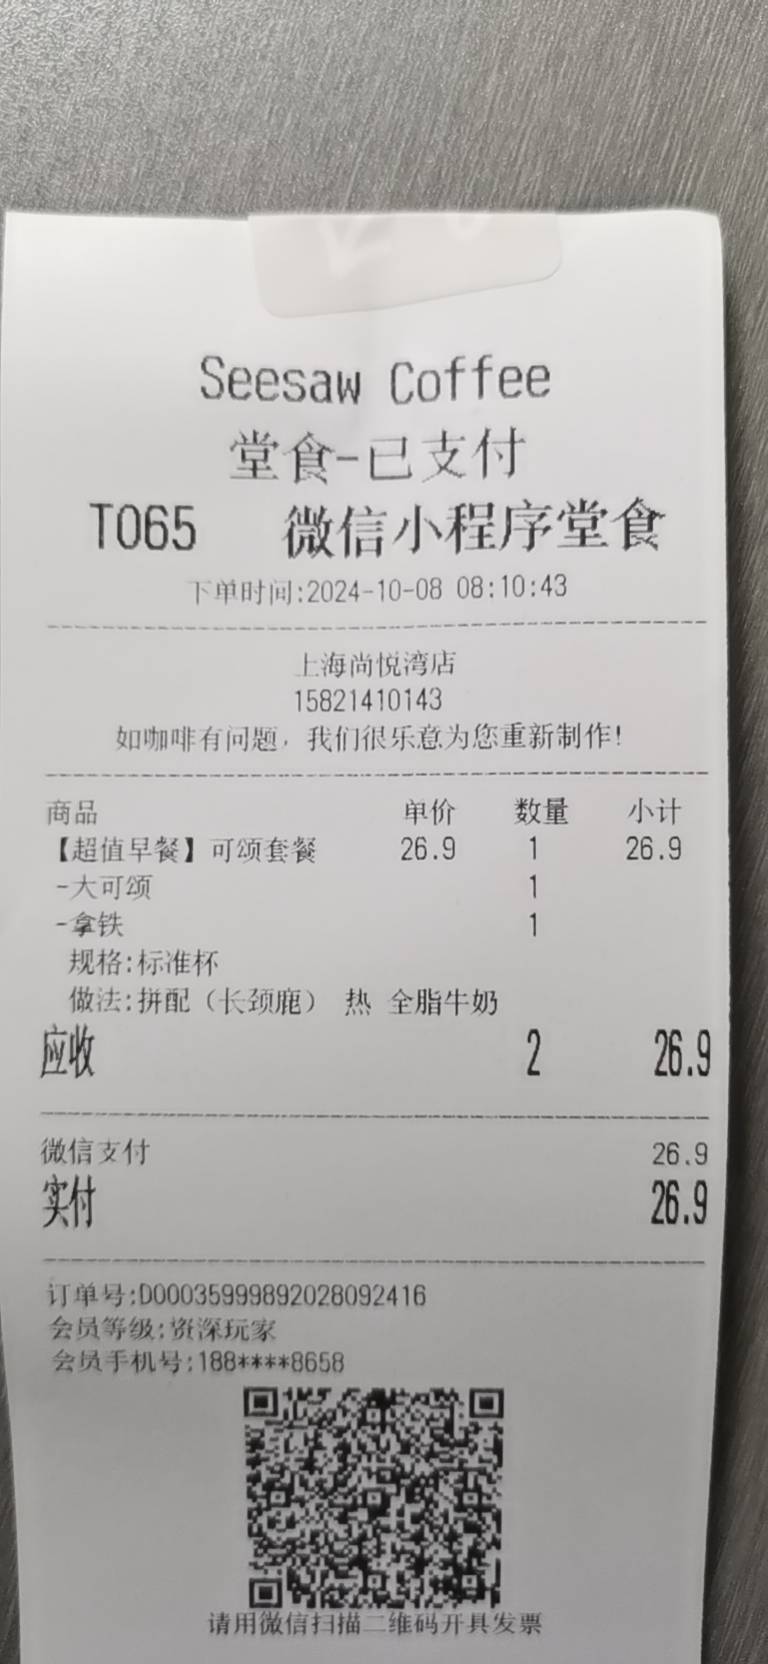 Seesaw Coffee
堂食-已支付
T065 微信小程序堂食
下单时间:2024-10-08 08:10:43
上海尚悦湾店
15821410143
如咖啡有问题，我们很乐意为您重新制作!
商品 单价 数量 小计
【超值早餐】可颂套餐 26.9 1 26.9
-大可颂 1
-拿铁 1
规格:标准杯
做法:拼配（长颈鹿） 热 全脂牛奶
应收 2 26.9
微信支付 26.9
实付 26.9
订单号:D00035999892028092416
会员等级:资深玩家
会员手机号:188****8658
请用微信扫描二维码开具发票